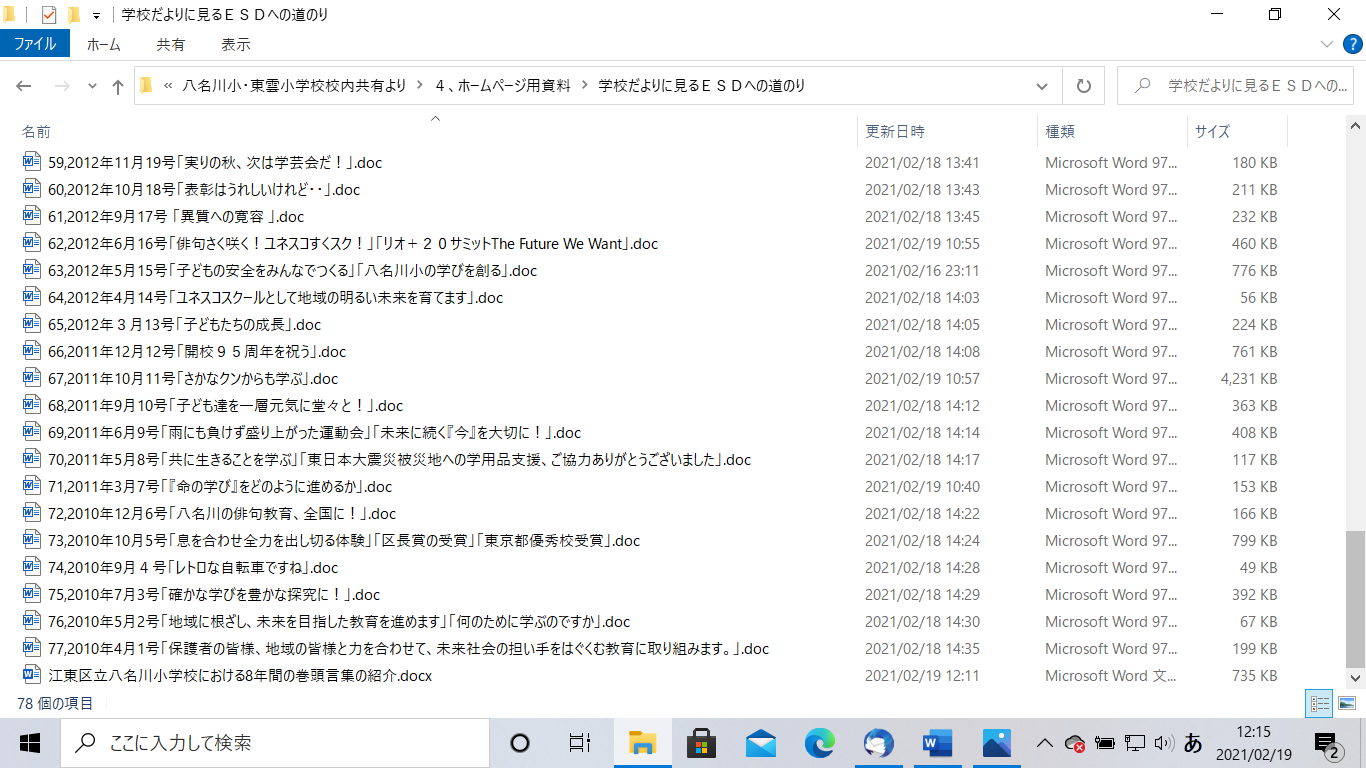 学校だよりに見るＥＳＤへの道のり
ファイル ホーム 共有 表示
« 八名川小・東雲小学校校内共有より › ４、ホームページ用資料 › 学校だよりに見るＥＳＤへの道のり 学校だよりに見るＥＳＤへの...
名前 更新日時 種類 サイズ
59,2012年11月19号「実りの秋、次は学芸会だ！」.doc 2021/02/18 13:41 Microsoft Word 97... 180 KB
60,2012年10月18号「表彰はうれしいけれど・・」.doc 2021/02/18 13:43 Microsoft Word 97... 211 KB
61,2012年9月17号 「異質への寛容 」.doc 2021/02/18 13:45 Microsoft Word 97... 232 KB
62,2012年6月16号「俳句さく咲く！ユネスコすくスク！」「リオ＋２０サミットThe Future We Want」.doc 2021/02/19 10:55 Microsoft Word 97... 460 KB
63,2012年5月15号「子どもの安全をみんなでつくる」「八名川小の学びを創る」.doc 2021/02/16 23:11 Microsoft Word 97... 776 KB
64,2012年4月14号「ユネスコスクールとして地域の明るい未来を育てます」.doc 2021/02/18 14:03 Microsoft Word 97... 56 KB
65,2012年３月13号「子どもたちの成長」.doc 2021/02/18 14:05 Microsoft Word 97... 224 KB
66,2011年12月12号「開校９５周年を祝う」.doc 2021/02/18 14:08 Microsoft Word 97... 761 KB
67,2011年10月11号「さかなクンからも学ぶ」.doc 2021/02/19 10:57 Microsoft Word 97... 4,231 KB
68,2011年9月10号「子ども達を一層元気に堂々と！」.doc 2021/02/18 14:12 Microsoft Word 97... 363 KB
69,2011年6月9号「雨にも負けず盛り上がった運動会」「未来に続く『今』を大切に！」.doc 2021/02/18 14:14 Microsoft Word 97... 408 KB
70,2011年5月8号「共に生きることを学ぶ」「東日本大震災被災地への学用品支援、ご協力ありがとうございました」.doc 2021/02/18 14:17 Microsoft Word 97... 117 KB
71,2011年3月7号「『命の学び』をどのように進めるか」.doc 2021/02/19 10:40 Microsoft Word 97... 153 KB
72,2010年12月6号「八名川の俳句教育、全国に！」.doc 2021/02/18 14:22 Microsoft Word 97... 166 KB
73,2010年10月5号「息を合わせ全力を出し切る体験」「区長賞の受賞」「東京都優秀校受賞」.doc 2021/02/18 14:24 Microsoft Word 97... 799 KB
74,2010年9月４号「レトロな自転車ですね」.doc 2021/02/18 14:28 Microsoft Word 97... 49 KB
75,2010年7月3号「確かな学びを豊かな探究に！」.doc 2021/02/18 14:29 Microsoft Word 97... 392 KB
76,2010年5月2号「地域に根ざし、未来を目指した教育を進めます」「何のために学ぶのですか」.doc 2021/02/18 14:30 Microsoft Word 97... 67 KB
77,2010年4月1号「保護者の皆様、地域の皆様と力を合わせて、未来社会の担い手をはぐくむ教育に取り組みます。」.doc 2021/02/18 14:35 Microsoft Word 97... 199 KB
江東区立八名川小学校における8年間の巻頭言集の紹介.docx 2021/02/19 12:11 Microsoft Word 文... 735 KB
78 個の項目
ここに入力して検索 あ 12:15
2021/02/19 2